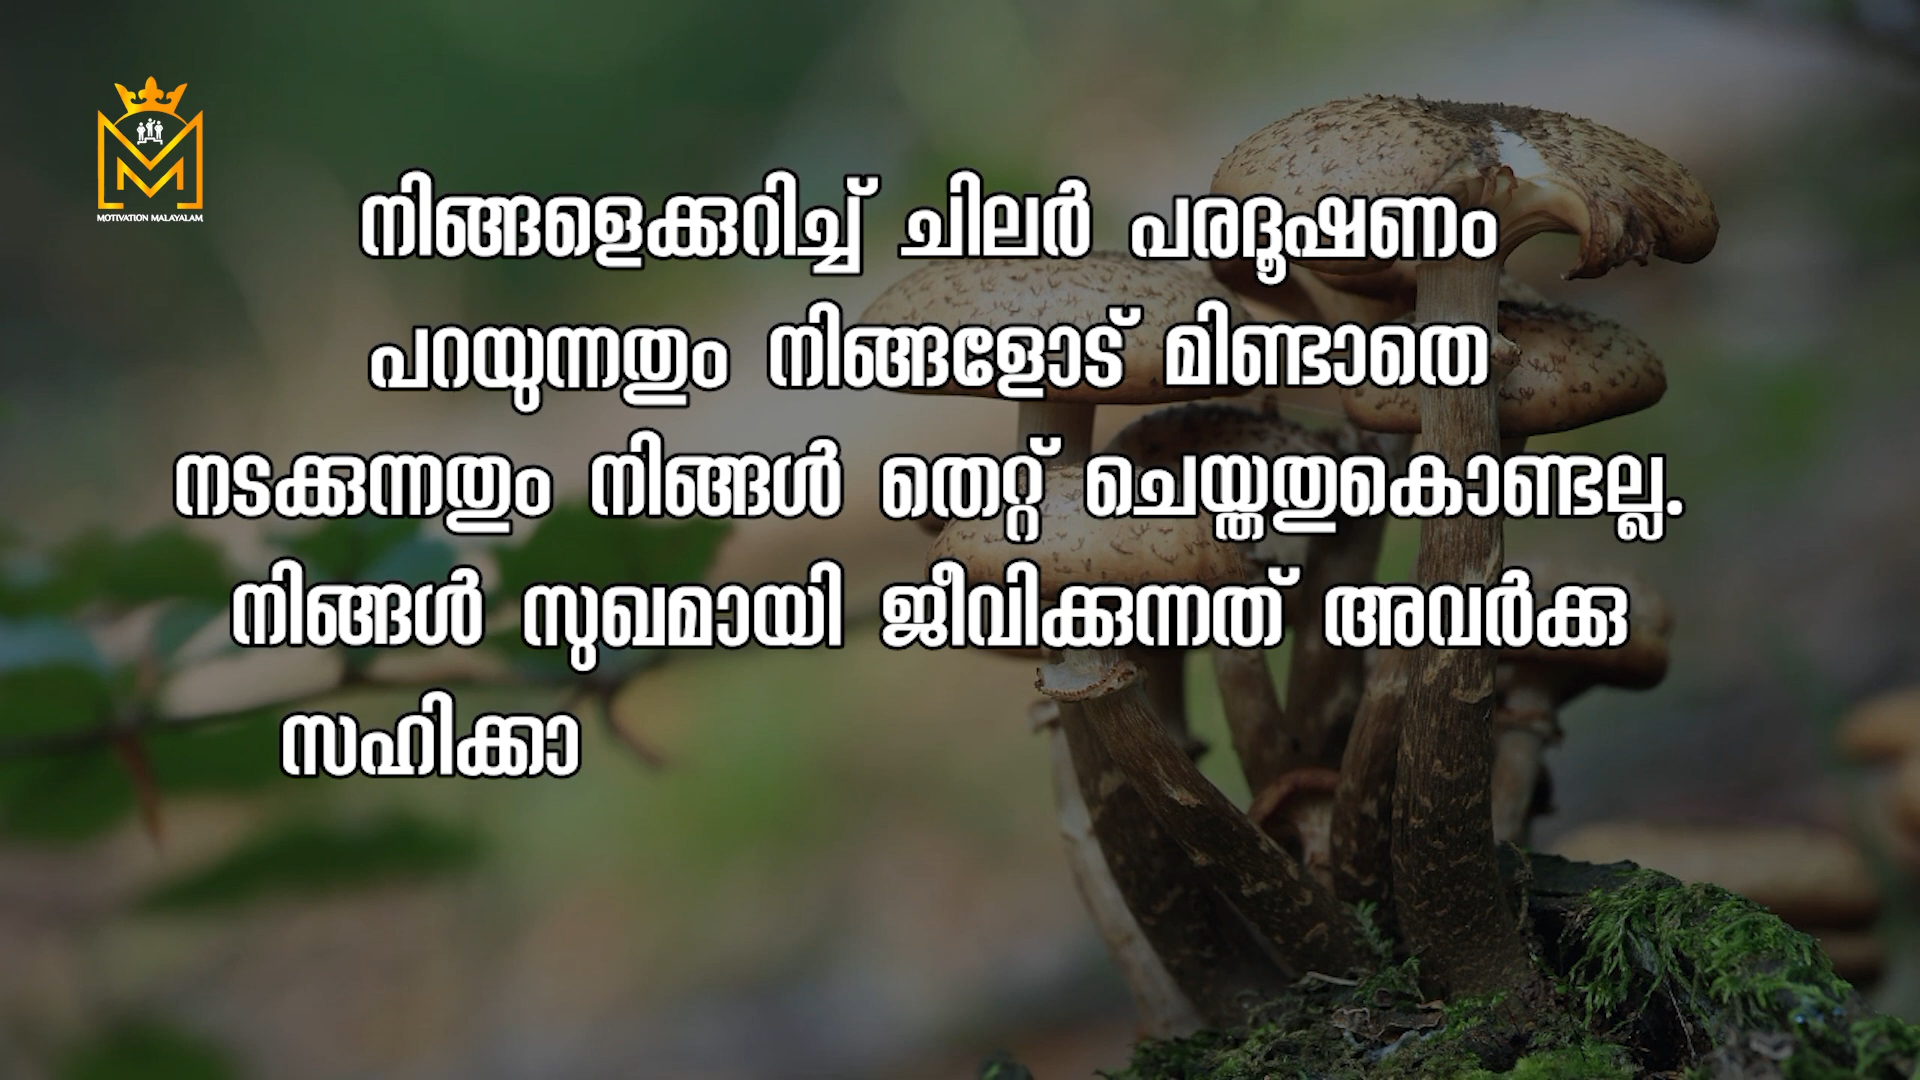 MOTIVATION MALAYALAM
നിങ്ങളെക്കുറിച്ച് ചിലർ പരദൂഷണം
പറയുന്നതും നിങ്ങളോട് മിണ്ടാതെ
നടക്കുന്നതും നിങ്ങൾ തെറ്റ് ചെയ്തതുകൊണ്ടല്ല.
നിങ്ങൾ സുഖമായി ജീവിക്കുന്നത് അവർക്കു
സഹിക്കാ